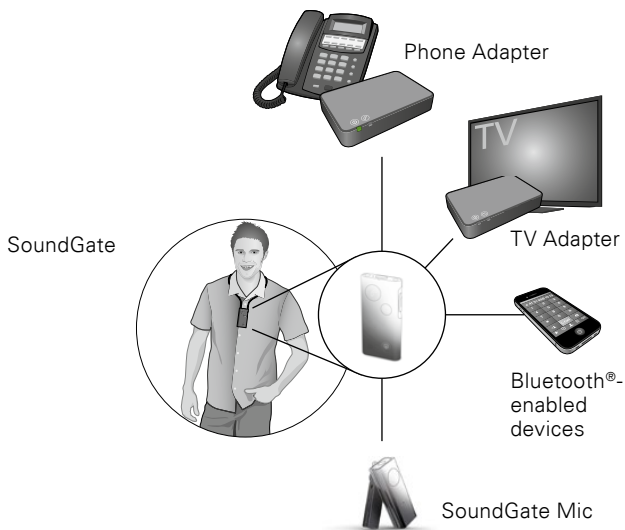 Phone Adapter
TV
TV Adapter
SoundGate
Bluetooth®-
enabled
devices
SoundGate Mic